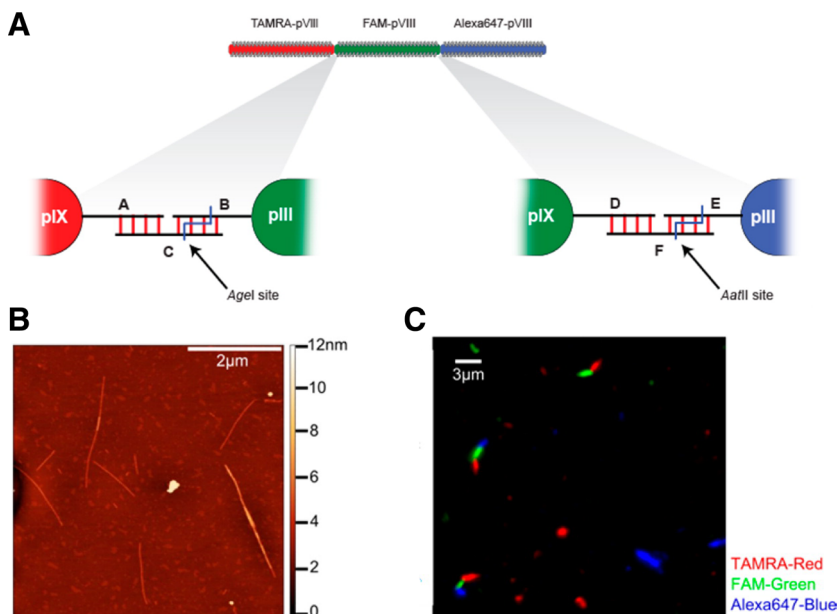 A
TAMRA-pVIII FAM-pVIII Alexa647-pVIII
pIX A B pIII
C
AgeI site
pIX D E pIII
F
AatII site
B
2μm
12nm
10
8
6
4
2
0
C
3μm
TAMRA-Red
FAM-Green
Alexa647-Blue